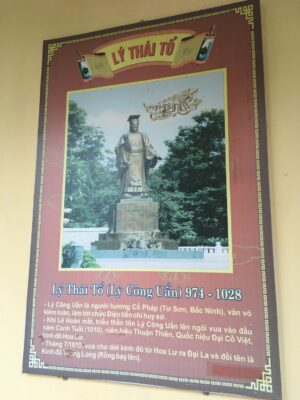 LÝ THÁI TỔ
Lý Thái Tổ (Lý Công Uẩn) 974 - 1028
- Lý Công Uẩn là người hương Cổ Pháp (Từ Sơn, Bắc Ninh), văn võ
kiêm toàn, làm tới chức Điện tiền chỉ huy sứ.
- Khi Lê Hoàn mất, triều thần tôn Lý Công Uẩn lên ngôi vua vào đầu
năm Canh Tuất (1010), niên hiệu Thuận Thiên, Quốc hiệu Đại Cồ Việt,
kinh đô Hoa Lư.
- Tháng 7/1010, vua cho dời kinh đô từ Hoa Lư ra Đại La và đổi tên là
Kinh đô Thăng Long (Rồng bay lên).